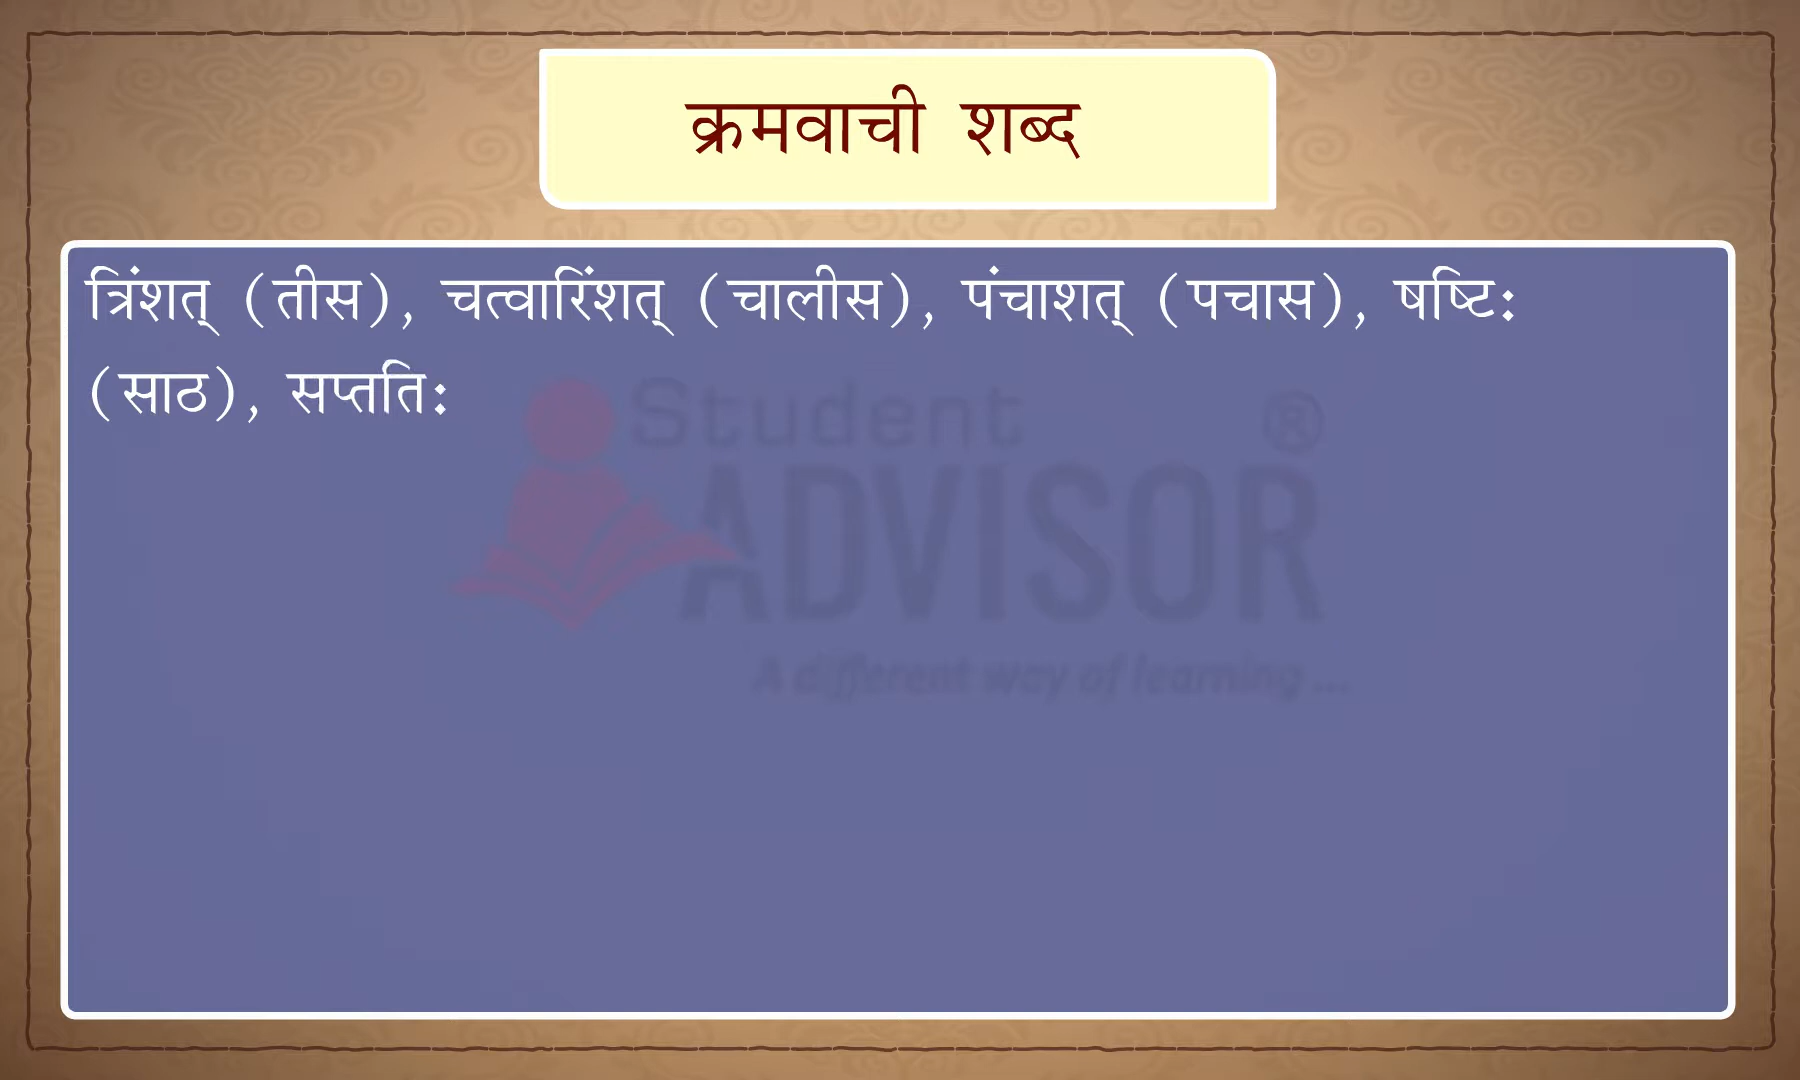 क्रमवाची शब्द
त्रिंशत् (तीस), चत्वारिंशत् (चालीस), पंचाशत् (पचास), षष्टिः
(साठ), सप्ततिः
Student
ADVISOR ®
A different way of learning ...